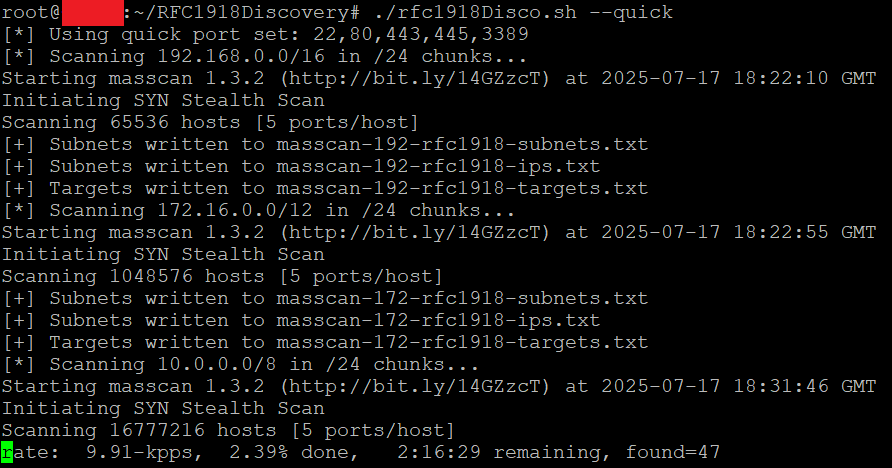 root@:~/RFC1918Discovery# ./rfc1918Disco.sh --quick
[*] Using quick port set: 22,80,443,445,3389
[*] Scanning 192.168.0.0/16 in /24 chunks...
Starting masscan 1.3.2 (http://bit.ly/14GZzcT) at 2025-07-17 18:22:10 GMT
Initiating SYN Stealth Scan
Scanning 65536 hosts [5 ports/host]
[+] Subnets written to masscan-192-rfc1918-subnets.txt
[+] Subnets written to masscan-192-rfc1918-ips.txt
[+] Targets written to masscan-192-rfc1918-targets.txt
[*] Scanning 172.16.0.0/12 in /24 chunks...
Starting masscan 1.3.2 (http://bit.ly/14GZzcT) at 2025-07-17 18:22:55 GMT
Initiating SYN Stealth Scan
Scanning 1048576 hosts [5 ports/host]
[+] Subnets written to masscan-172-rfc1918-subnets.txt
[+] Subnets written to masscan-172-rfc1918-ips.txt
[+] Targets written to masscan-172-rfc1918-targets.txt
[*] Scanning 10.0.0.0/8 in /24 chunks...
Starting masscan 1.3.2 (http://bit.ly/14GZzcT) at 2025-07-17 18:31:46 GMT
Initiating SYN Stealth Scan
Scanning 16777216 hosts [5 ports/host]
rate:  9.91-kpps,  2.39% done,   2:16:29 remaining, found=47